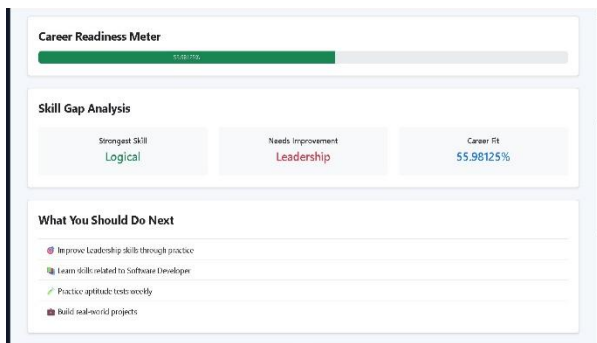 Career Readiness Meter
55.98125%
Skill Gap Analysis
Strongest Skill
Logical
Needs Improvement
Leadership
Career Fit
55.98125%
What You Should Do Next
🎯 Improve Leadership skills through practice
📚 Learn skills related to Software Developer
🧪 Practice aptitude tests weekly
💼 Build real-world projects